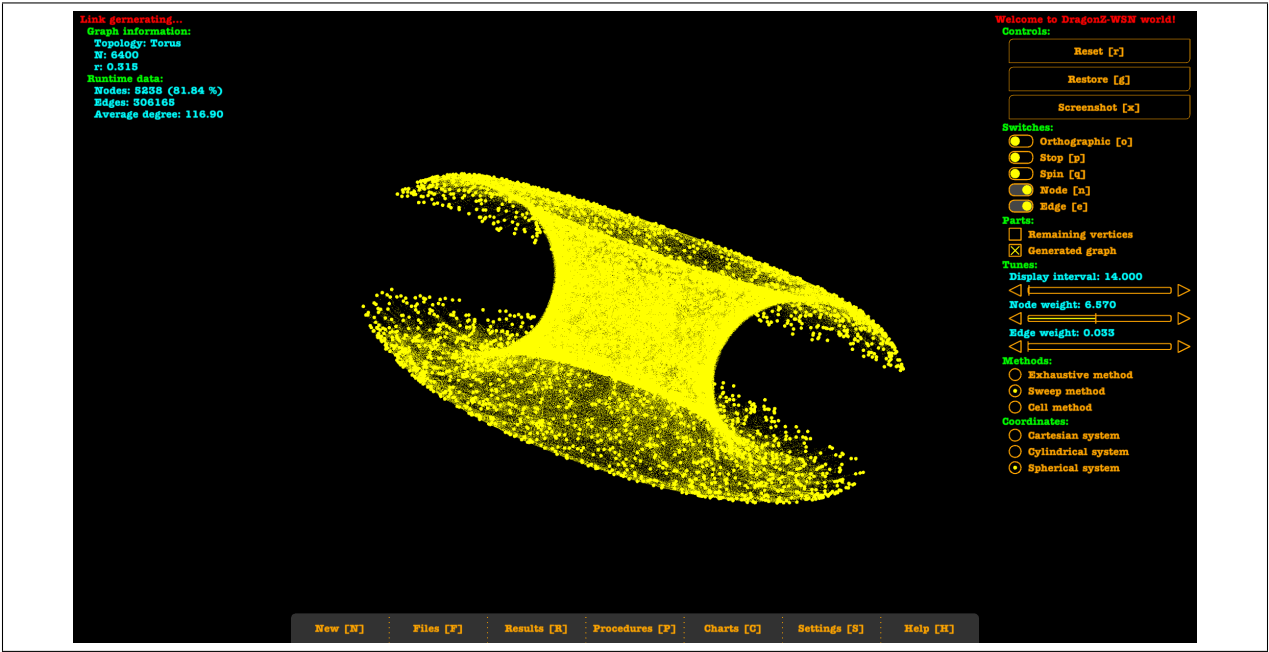 Link gernerating...
Graph information:
Topology: Torus
N: 6400
r: 0.315
Runtime data:
Nodes: 5238 (81.84 %)
Edges: 306165
Average degree: 116.90
Welcome to DragonZ-WSN world!
Controls:
Reset [r]
Restore [g]
Screenshot [x]
Switches:
Orthographic [o]
Stop [p]
Spin [q]
Node [n]
Edge [e]
Parts:
Remaining vertices
Generated graph
Tunes:
Display interval: 14.000
Node weight: 6.570
Edge weight: 0.033
Methods:
Exhaustive method
Sweep method
Cell method
Coordinates:
Cartesian system
Cylindrical system
Spherical system
New [N]
Files [F]
Results [R]
Procedures [P]
Charts [C]
Settings [S]
Help [H]